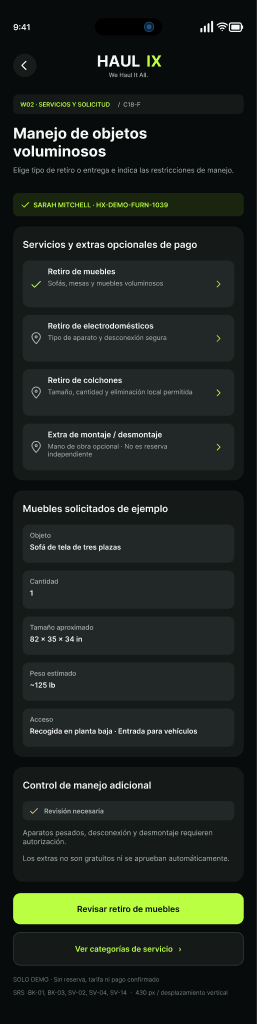 9:41
HAUL IX
We Haul It All.
W02 · SERVICIOS Y SOLICITUD / C18-F
Manejo de objetos
voluminosos
Elige tipo de retiro o entrega e indica las restricciones de manejo.
SARAH MITCHELL · HX-DEMO-FURN-1039
Servicios y extras opcionales de pago
Retiro de muebles
Sofás, mesas y muebles voluminosos
Retiro de electrodomésticos
Tipo de aparato y desconexión segura
Retiro de colchones
Tamaño, cantidad y eliminación local permitida
Extra de montaje / desmontaje
Mano de obra opcional · No es reserva
independiente
Muebles solicitados de ejemplo
Objeto
Sofá de tela de tres plazas
Cantidad
1
Tamaño aproximado
82 × 35 × 34 in
Peso estimado
~125 lb
Acceso
Recogida en planta baja · Entrada para vehículos
Control de manejo adicional
Revisión necesaria
Aparatos pesados, desconexión y desmontaje requieren
autorización.
Los extras no son gratuitos ni se aprueban automáticamente.
Revisar retiro de muebles
Ver categorías de servicio ›
SOLO DEMO · Sin reserva, tarifa ni pago confirmado
SRS BK-01, BK-03, SV-02, SV-04, SV-14 · 430 px / desplazamiento vertical